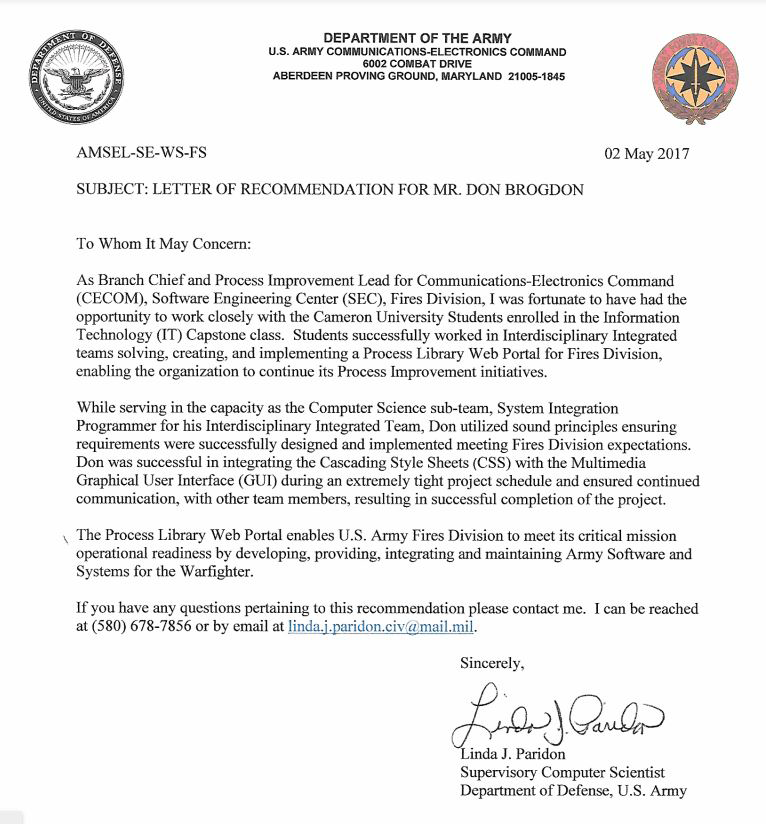 DEPARTMENT OF DEFENSE
UNITED STATES OF AMERICA
DEPARTMENT OF THE ARMY
U.S. ARMY COMMUNICATIONS-ELECTRONICS COMMAND
6002 COMBAT DRIVE
ABERDEEN PROVING GROUND, MARYLAND 21005-1845
AMSEL-SE-WS-FS 02 May 2017
SUBJECT: LETTER OF RECOMMENDATION FOR MR. DON BROGDON
To Whom It May Concern:
As Branch Chief and Process Improvement Lead for Communications-Electronics Command
(CECOM), Software Engineering Center (SEC), Fires Division, I was fortunate to have had the
opportunity to work closely with the Cameron University Students enrolled in the Information
Technology (IT) Capstone class. Students successfully worked in Interdisciplinary Integrated
teams solving, creating, and implementing a Process Library Web Portal for Fires Division,
enabling the organization to continue its Process Improvement initiatives.
While serving in the capacity as the Computer Science sub-team, System Integration
Programmer for his Interdisciplinary Integrated Team, Don utilized sound principles ensuring
requirements were successfully designed and implemented meeting Fires Division expectations.
Don was successful in integrating the Cascading Style Sheets (CSS) with the Multimedia
Graphical User Interface (GUI) during an extremely tight project schedule and ensured continued
communication, with other team members, resulting in successful completion of the project.
The Process Library Web Portal enables U.S. Army Fires Division to meet its critical mission
operational readiness by developing, providing, integrating and maintaining Army Software and
Systems for the Warfighter.
If you have any questions pertaining to this recommendation please contact me. I can be reached
at (580) 678-7856 or by email at linda.j.paridon.civ@mail.mil.
Sincerely,
Linda J. Paridon
Linda J. Paridon
Supervisory Computer Scientist
Department of Defense, U.S. Army